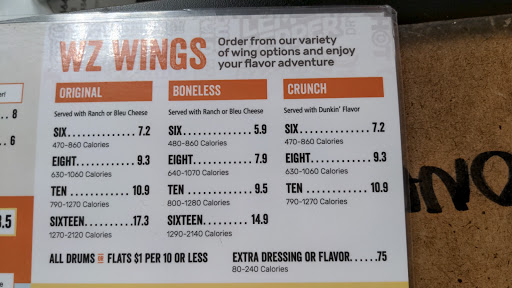 WZ WINGS
Order from our variety
of wing options and enjoy
your flavor adventure
ORIGINAL
Served with Ranch or Bleu Cheese
SIX..........7.2
470-860 Calories
EIGHT.........9.3
630-1060 Calories
TEN ..........10.9
790-1270 Calories
SIXTEEN........17.3
1270-2120 Calories
BONELESS
Served with Ranch or Bleu Cheese
SIX............5.9
480-860 Calories
EIGHT.........7.9
640-1070 Calories
TEN ..........9.5
800-1280 Calories
SIXTEEN........14.9
1290-2140 Calories
CRUNCH
Served with Dunkin' Flavor
SIX............7.2
470-860 Calories
EIGHT.........9.3
630-1060 Calories
TEN ..........10.9
790-1270 Calories
ALL DRUMS OR FLATS $1 PER 10 OR LESS
EXTRA DRESSING OR FLAVOR......75
80-240 Calories
.. 8
.. 6
3.5